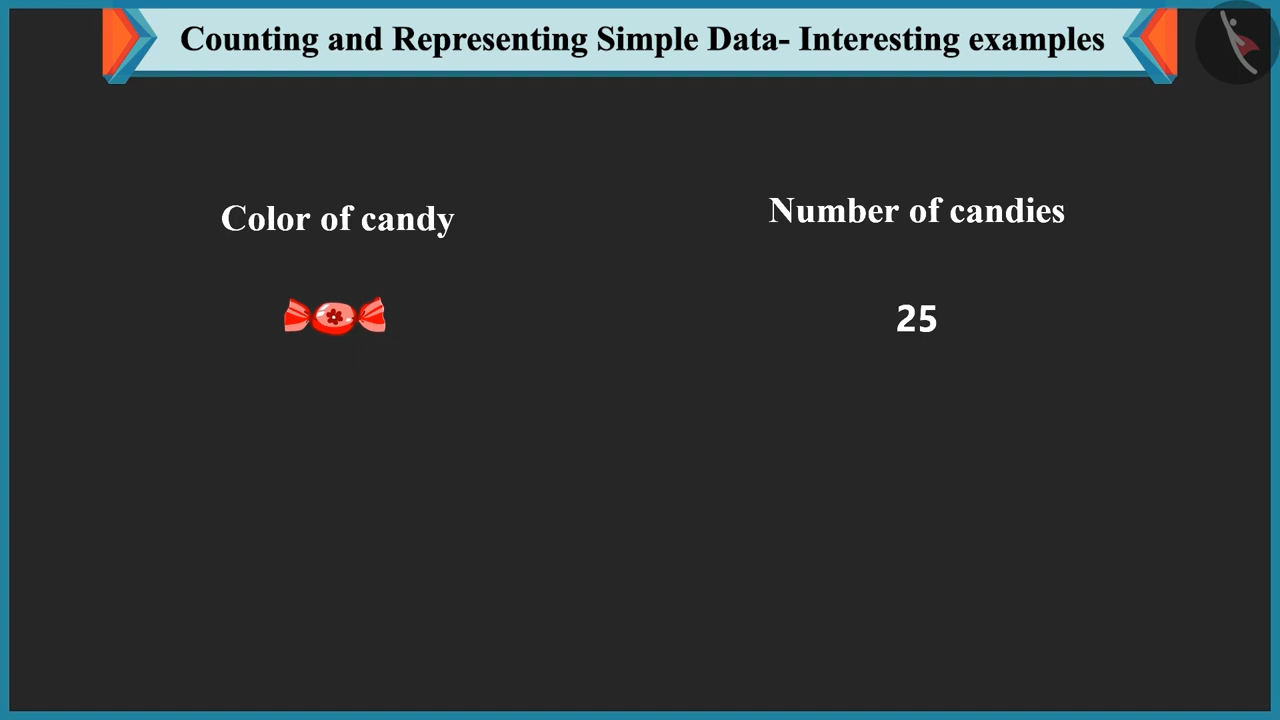 Counting and Representing Simple Data- Interesting examples
Color of candy
Number of candies
25